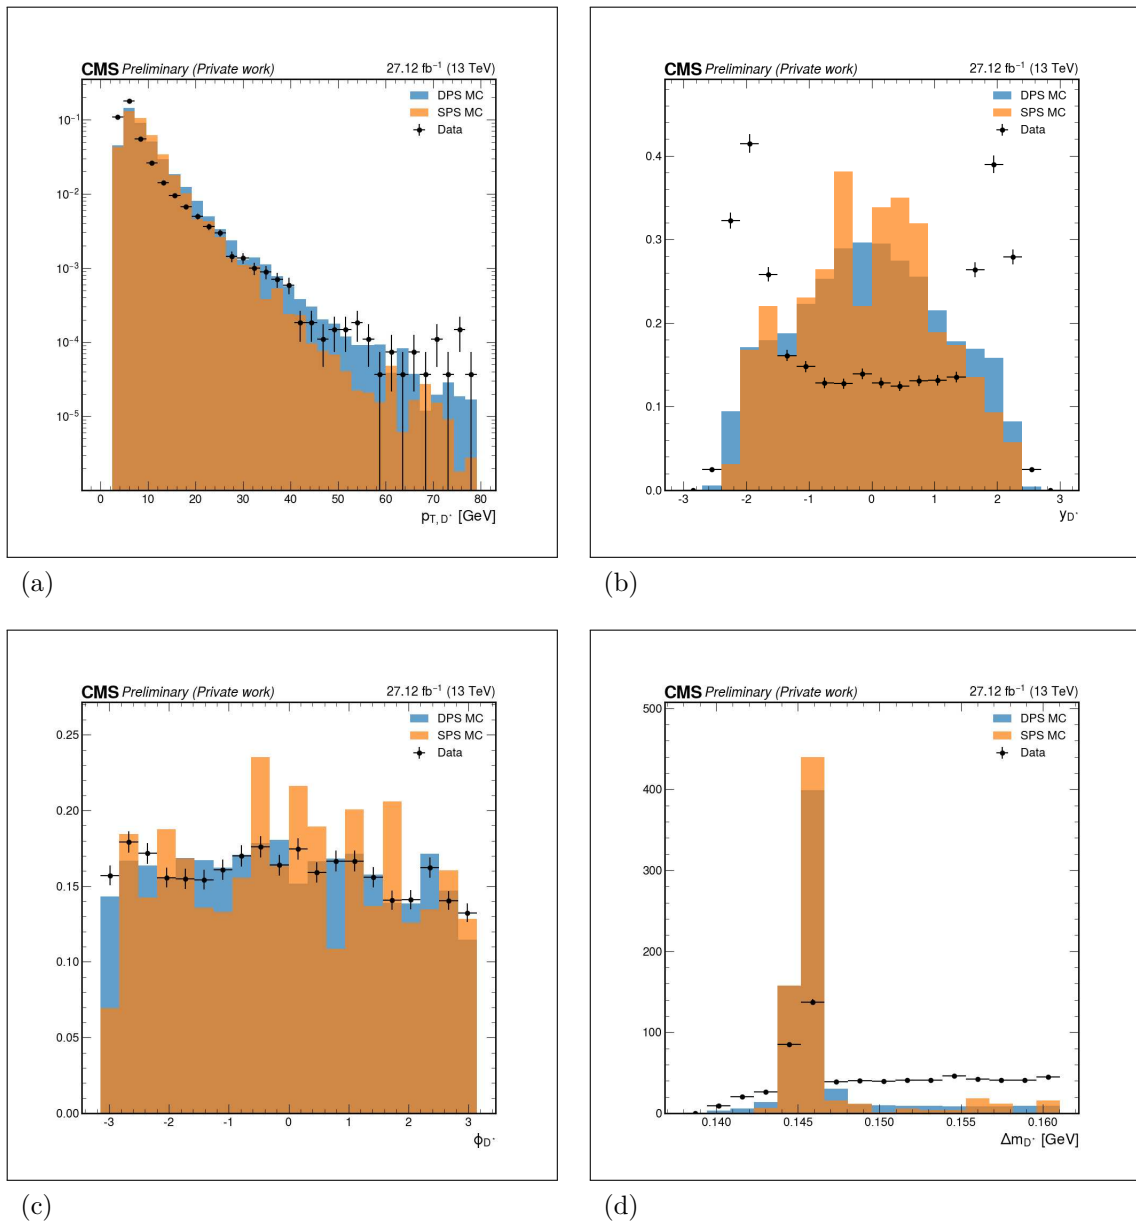 CMS Preliminary (Private work) 27.12 fb⁻¹ (13 TeV)
DPS MC
SPS MC
Data
10⁻¹
10⁻²
10⁻³
10⁻⁴
10⁻⁵
0 10 20 30 40 50 60 70 80
p_T, D* [GeV]
(a)
CMS Preliminary (Private work) 27.12 fb⁻¹ (13 TeV)
DPS MC
SPS MC
Data
0.4
0.3
0.2
0.1
0.0
-3 -2 -1 0 1 2 3
y_D*
(b)
CMS Preliminary (Private work) 27.12 fb⁻¹ (13 TeV)
DPS MC
SPS MC
Data
0.25
0.20
0.15
0.10
0.05
0.00
-3 -2 -1 0 1 2 3
ϕ_D*
(c)
CMS Preliminary (Private work) 27.12 fb⁻¹ (13 TeV)
DPS MC
SPS MC
Data
500
400
300
200
100
0
0.140 0.145 0.150 0.155 0.160
Δm_D* [GeV]
(d)